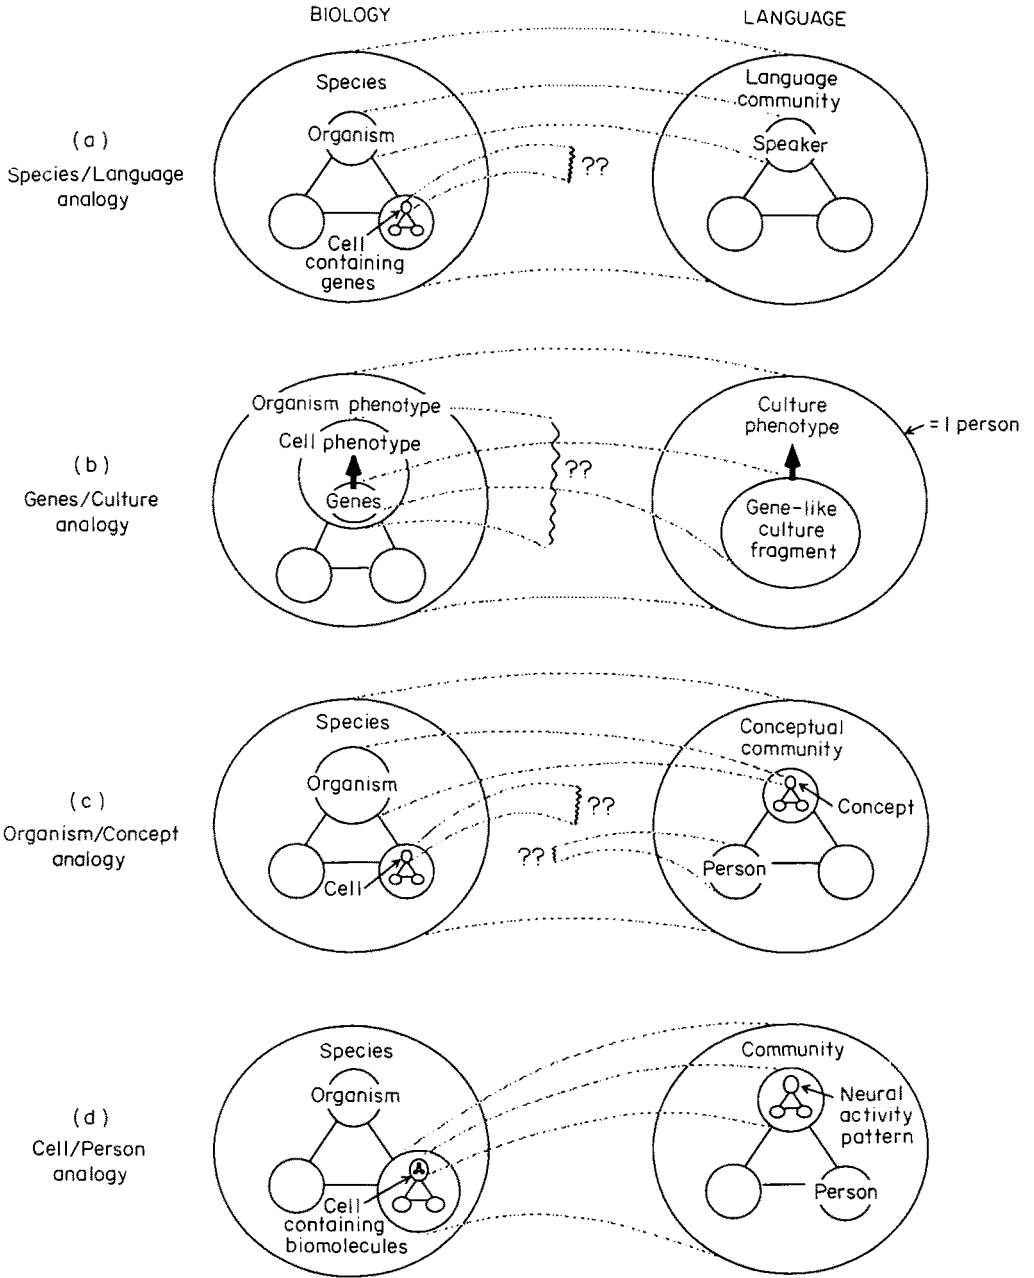 BIOLOGY
LANGUAGE
(a)
Species/Language
analogy
Species
Organism
Cell
containing
genes
??
Language
community
Speaker
(b)
Genes/Culture
analogy
Organism phenotype
Cell phenotype
Genes
??
Culture
phenotype
Gene-like
culture
fragment
= 1 person
(c)
Organism/Concept
analogy
Species
Organism
Cell
??
??
Conceptual
community
Concept
Person
(d)
Cell/Person
analogy
Species
Organism
Cell
containing
biomolecules
Community
Neural
activity
pattern
Person